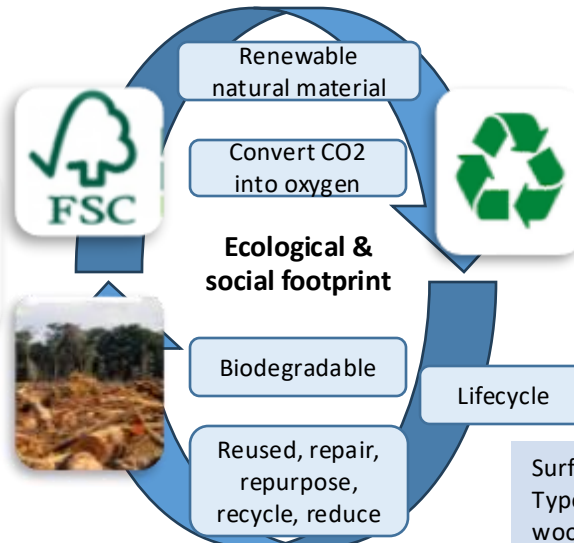 Renewable
natural material
FSC
Convert CO2
into oxygen
Ecological &
social footprint
Biodegradable
Lifecycle
Reused, repair,
repurpose,
recycle, reduce